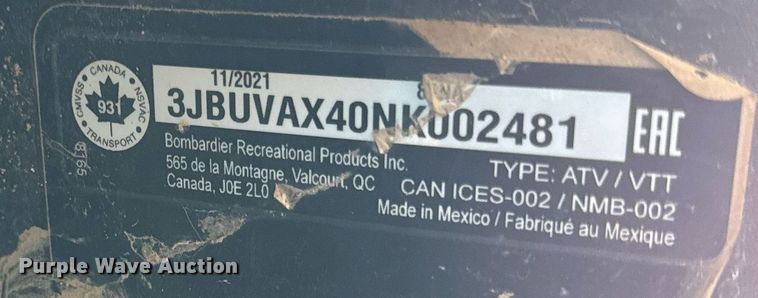 CANADA
CMVSS NSVAC
931
TRANSPORT
8165
11/2021
3JBUVAX40NK002481
EAC
Bombardier Recreational Products Inc.
565 de la Montagne, Valcourt, QC
Canada, J0E 2L0
TYPE: ATV / VTT
CAN ICES-002 / NMB-002
Made in Mexico / Fabriqué au Mexique
Purple Wave Auction